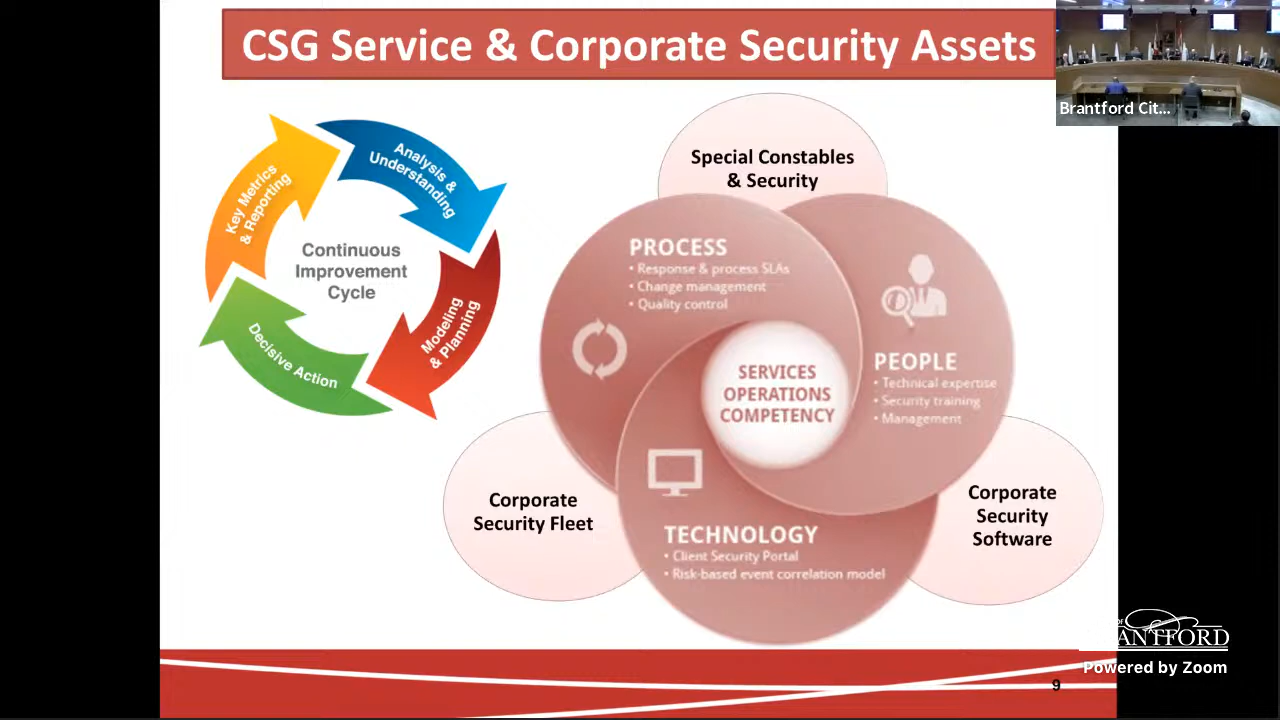 CSG Service & Corporate Security Assets
Brantford Cit...
Key Metrics
& Reporting
Analysis &
Understanding
Modeling
& Planning
Decisive Action
Continuous
Improvement
Cycle
Special Constables
& Security
PROCESS
• Response & process SLAs
• Change management
• Quality control
PEOPLE
• Technical expertise
• Security training
• Management
SERVICES
OPERATIONS
COMPETENCY
TECHNOLOGY
• Client Security Portal
• Risk-based event correlation model
Corporate
Security Fleet
Corporate
Security
Software
ANTFORD
Powered by Zoom
9